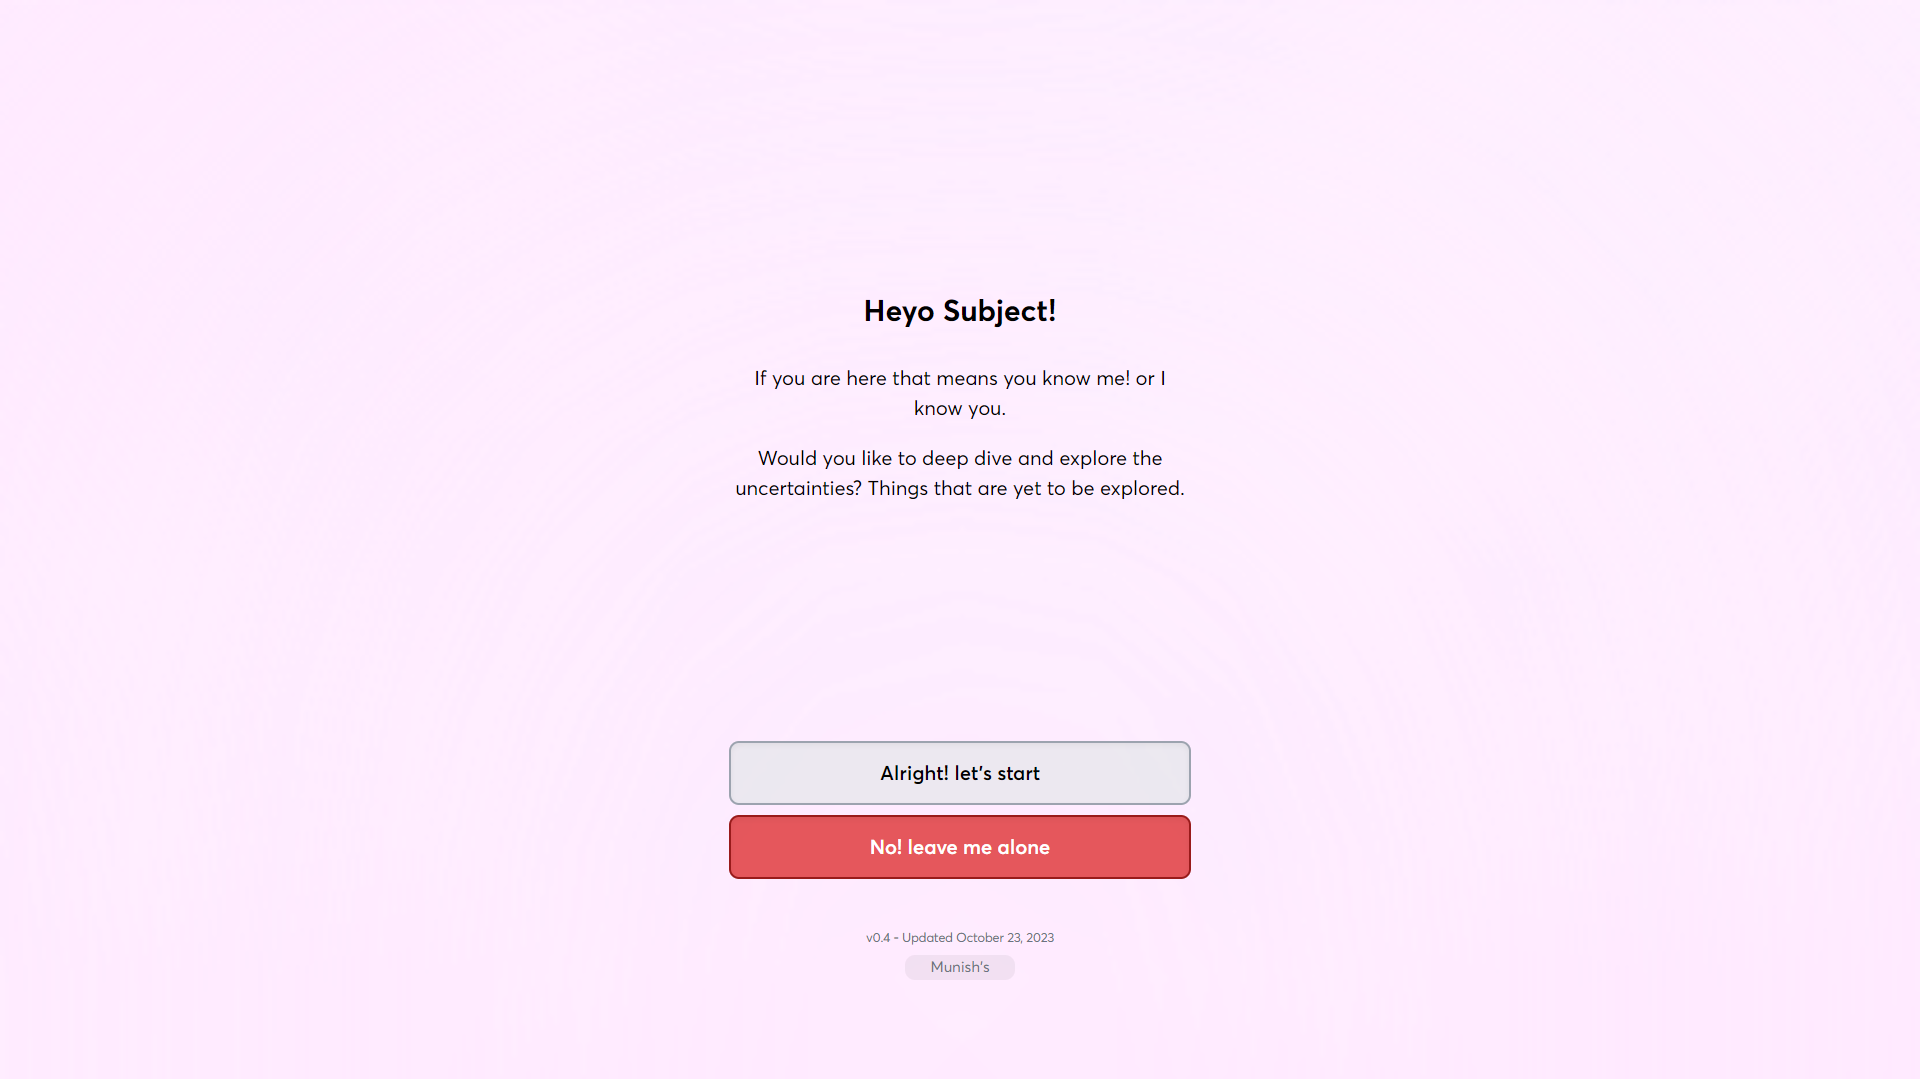 Heyo Subject!
If you are here that means you know me! or I
know you.
Would you like to deep dive and explore the
uncertainties? Things that are yet to be explored.
Alright! let's start
No! leave me alone
v0.4 - Updated October 23, 2023
Munish's